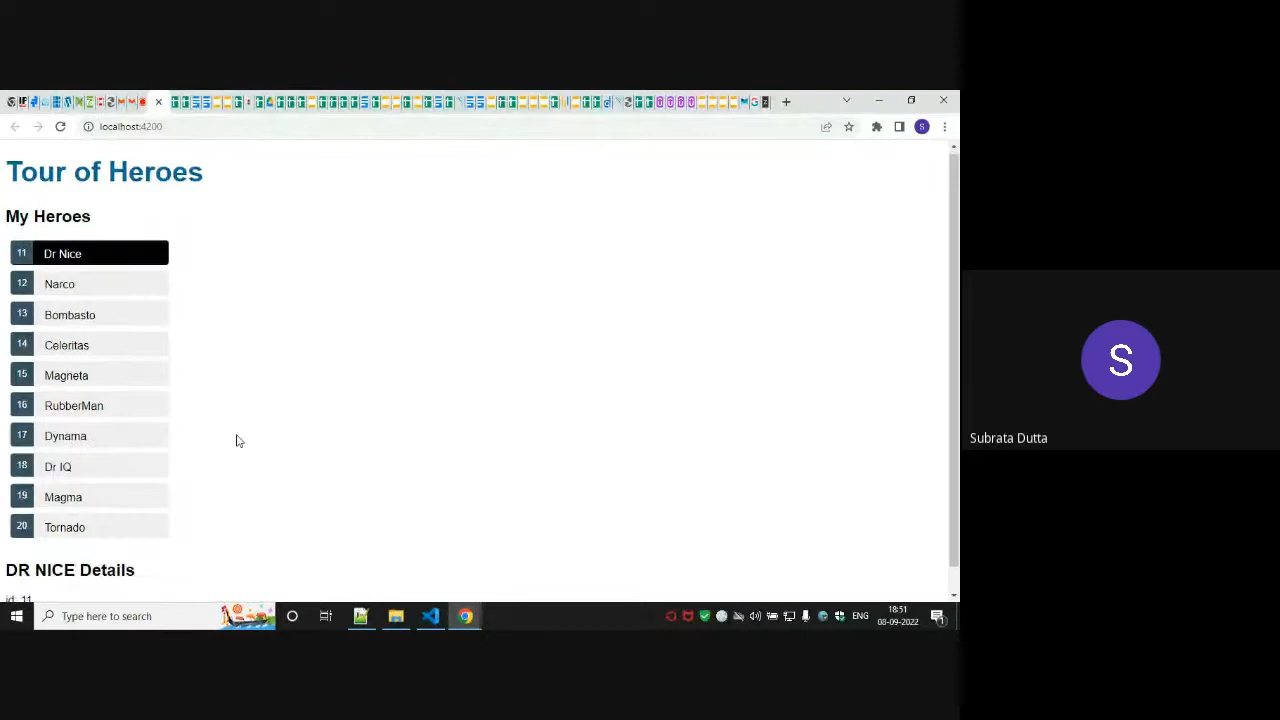 localhost:4200
Tour of Heroes
My Heroes
11 Dr Nice
12 Narco
13 Bombasto
14 Celeritas
15 Magneta
16 RubberMan
17 Dynama
18 Dr IQ
19 Magma
20 Tornado
DR NICE Details
id: 11
Type here to search
ENG
18:51
08-09-2022
S
Subrata Dutta